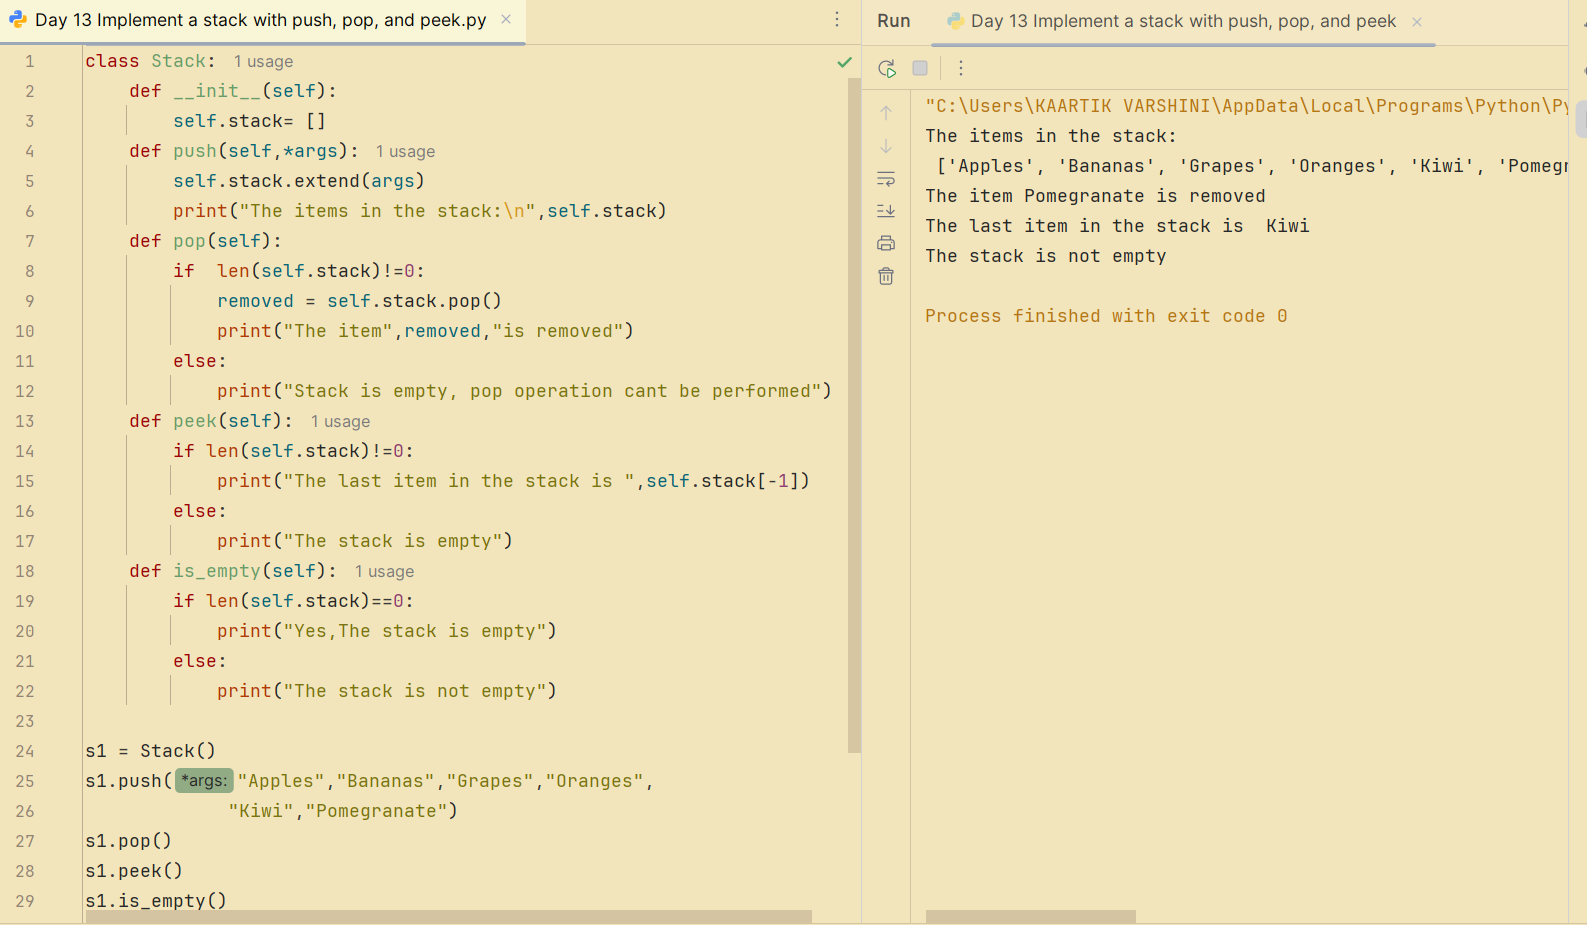 Day 13 Implement a stack with push, pop, and peek.py
1 class Stack: 1 usage
2     def __init__(self):
3         self.stack= []
4     def push(self,*args): 1 usage
5         self.stack.extend(args)
6         print("The items in the stack:\n",self.stack)
7     def pop(self):
8         if  len(self.stack)!=0:
9             removed = self.stack.pop()
10             print("The item",removed,"is removed")
11         else:
12             print("Stack is empty, pop operation cant be performed")
13     def peek(self): 1 usage
14         if len(self.stack)!=0:
15             print("The last item in the stack is ",self.stack[-1])
16         else:
17             print("The stack is empty")
18     def is_empty(self): 1 usage
19         if len(self.stack)==0:
20             print("Yes,The stack is empty")
21         else:
22             print("The stack is not empty")
23
24 s1 = Stack()
25 s1.push( *args: "Apples","Bananas","Grapes","Oranges",
26              "Kiwi","Pomegranate")
27 s1.pop()
28 s1.peek()
29 s1.is_empty()
Run Day 13 Implement a stack with push, pop, and peek
"C:\Users\KAARTIK VARSHINI\AppData\Local\Programs\Python\Py
The items in the stack:
 ['Apples', 'Bananas', 'Grapes', 'Oranges', 'Kiwi', 'Pomegr
The item Pomegranate is removed
The last item in the stack is  Kiwi
The stack is not empty
Process finished with exit code 0